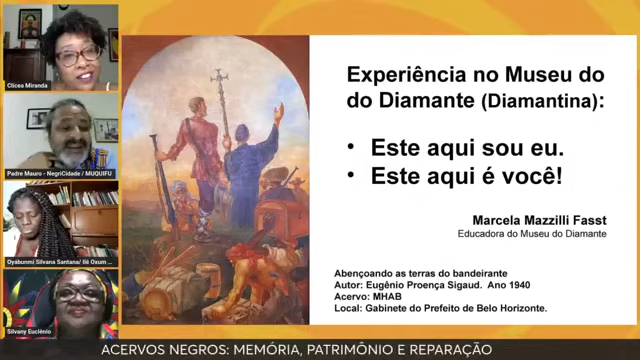 Clícea Miranda
Padre Mauro - NegriCidade / MUQUIFU
Oyábunmi Silvana Santana/ Ilê Oxum ...
Silvany Euclênio
Experiência no Museu do
do Diamante (Diamantina):
• Este aqui sou eu.
• Este aqui é você!
Marcela Mazzilli Fasst
Educadora do Museu do Diamante
Abençoando as terras do bandeirante
Autor: Eugênio Proença Sigaud. Ano 1940
Acervo: MHAB
Local: Gabinete do Prefeito de Belo Horizonte.
ACERVOS NEGROS: MEMÓRIA, PATRIMÔNIO E REPARAÇÃO